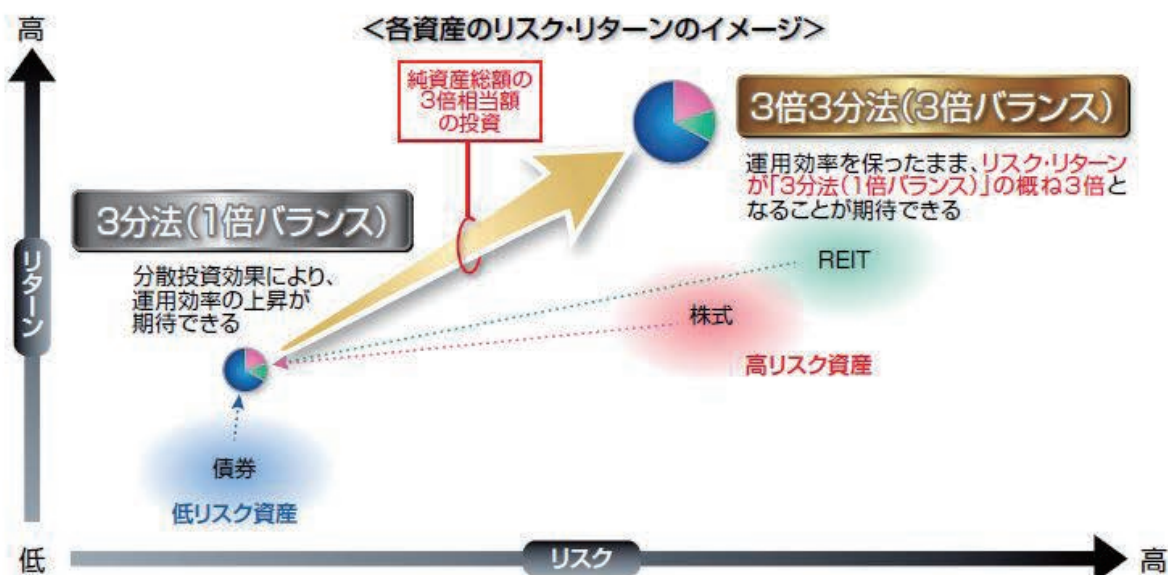 高
<各資産のリスク・リターンのイメージ>
純資産総額の
3倍相当額
の投資
3倍3分法(3倍バランス)
運用効率を保ったまま、リスク・リターン
が「3分法(1倍バランス)」の概ね3倍と
なることが期待できる
3分法(1倍バランス)
分散投資効果により、
運用効率の上昇が
期待できる
リターン
REIT
株式
高リスク資産
債券
低リスク資産
低
リスク
高